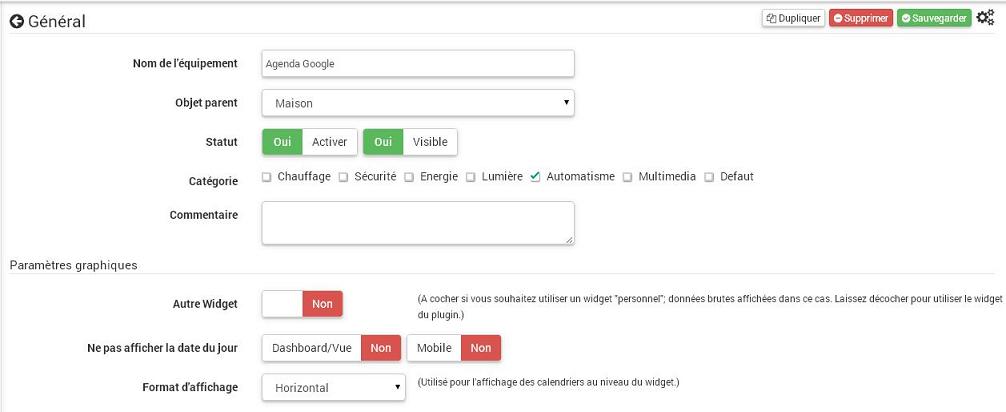 Général
Dupliquer Supprimer Sauvegarder
Nom de l'équipement Agenda Google
Objet parent Maison
Statut Oui Activer Oui Visible
Catégorie Chauffage Sécurité Energie Lumière Automatisme Multimedia Defaut
Commentaire
Paramètres graphiques
Autre Widget Non (A cocher si vous souhaitez utiliser un widget "personnel"; données brutes affichées dans ce cas. Laissez décocher pour utiliser le widget
du plugin.)
Ne pas afficher la date du jour Dashboard/Vue Non Mobile Non
Format d'affichage Horizontal (Utilisé pour l'affichage des calendriers au niveau du widget.)